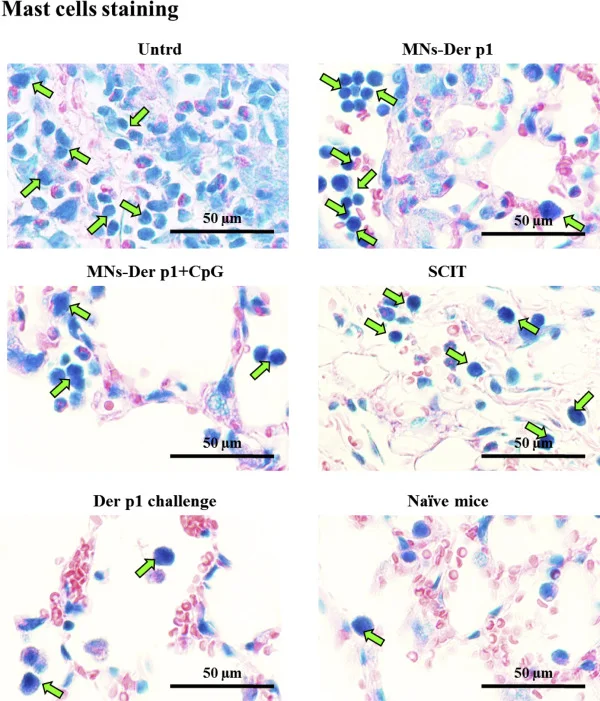 Mast cells staining
Untrd
MNs-Der p1
50 µm
50 µm
MNs-Der p1+CpG
SCIT
50 µm
50 µm
Der p1 challenge
Naïve mice
50 µm
50 µm